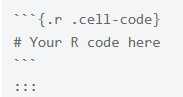 ```{.r .cell-code}
# Your R code here
```
:::